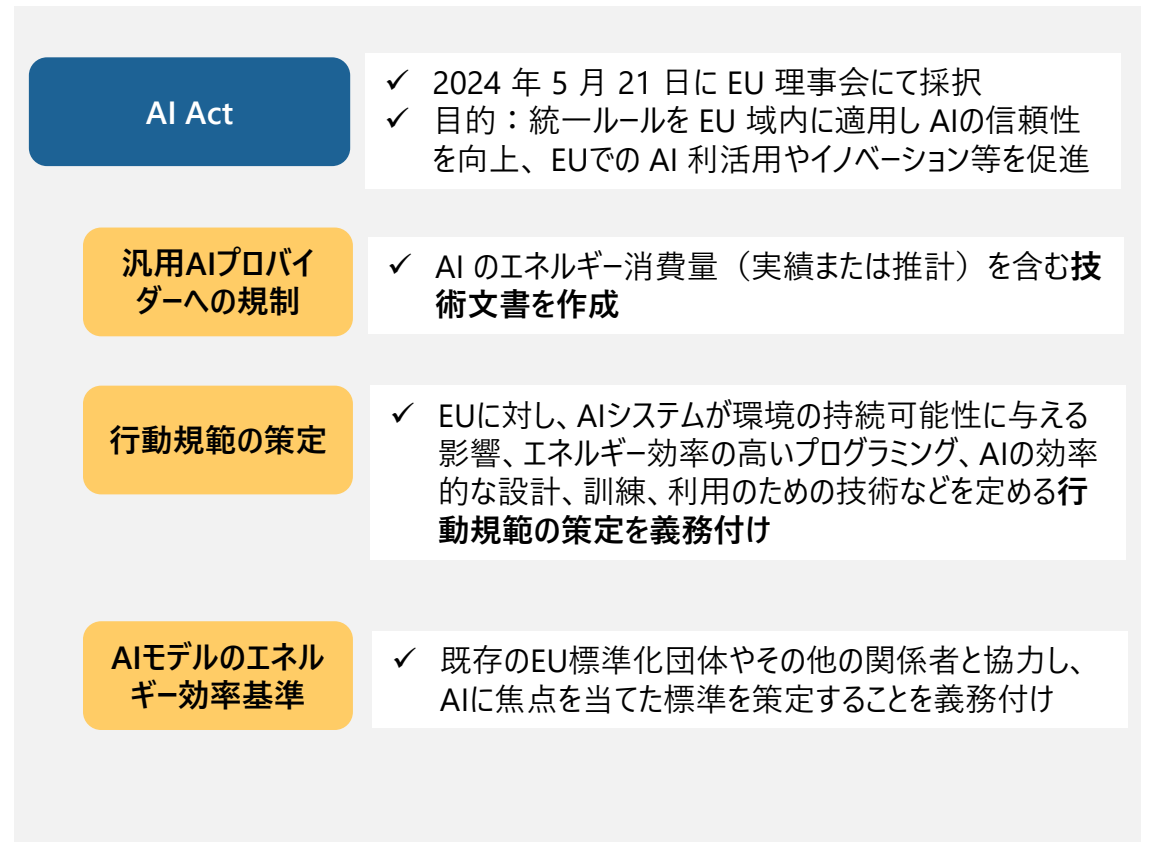 AI Act
✓ 2024 年 5 月 21 日に EU 理事会にて採択
✓ 目的：統一ルールを EU 域内に適用し AIの信頼性
を向上、EUでの AI 利活用やイノベーション等を促進
汎用AIプロバイ
ダーへの規制
✓ AI のエネルギー消費量（実績または推計）を含む技
術文書を作成
行動規範の策定
✓ EUに対し、AIシステムが環境の持続可能性に与える
影響、エネルギー効率の高いプログラミング、AIの効率
的な設計、訓練、利用のための技術などを定める行
動規範の策定を義務付け
AIモデルのエネル
ギー効率基準
✓ 既存のEU標準化団体やその他の関係者と協力し、
AIに焦点を当てた標準を策定することを義務付け